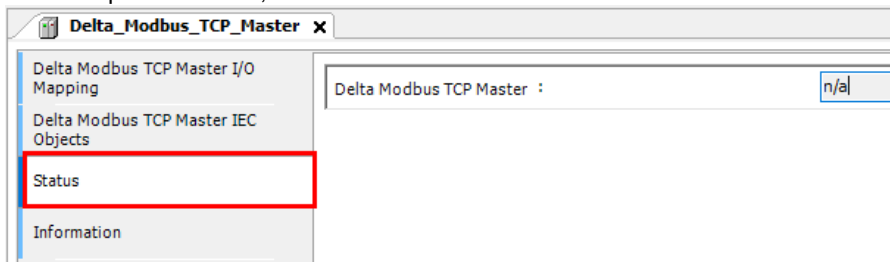 Delta_Modbus_TCP_Master x
Delta Modbus TCP Master I/O
Mapping
Delta Modbus TCP Master :
n/a
Delta Modbus TCP Master IEC
Objects
Status
Information